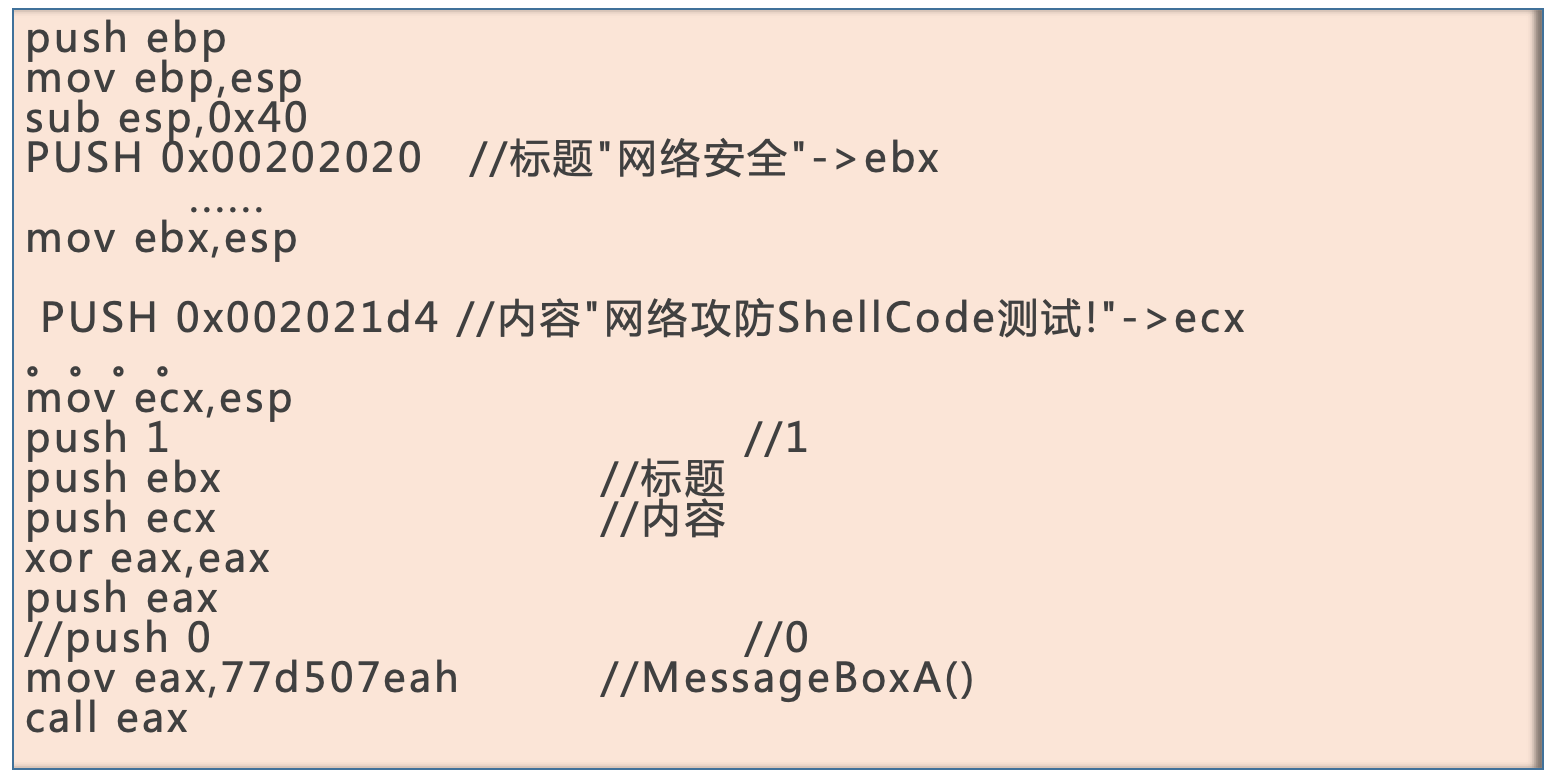 push ebp
mov ebp,esp
sub esp,0x40
PUSH 0x00202020 //标题"网络安全"->ebx
......
mov ebx,esp
PUSH 0x002021d4 //内容"网络攻防ShellCode测试!"->ecx
。。。。
mov ecx,esp
push 1 //1
push ebx //标题
push ecx //内容
xor eax,eax
push eax
//push 0 //0
mov eax,77d507eah //MessageBoxA()
call eax